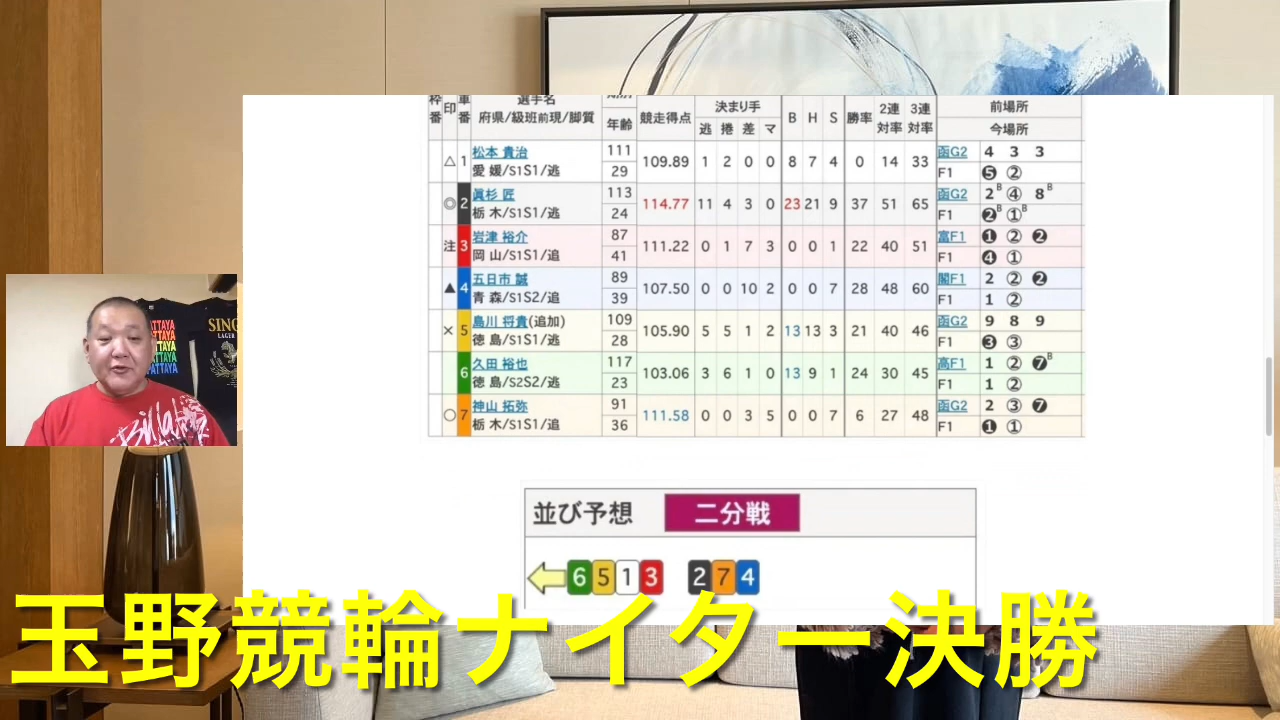 枠番 印 車番 選手名 府県/級班前現/脚質 年齢 競走得点 決まり手 逃 捲 差 マ B H S 勝率 2連対率 3連対率 前場所 今場所
△ 1 松本 貴治 111 109.89 1 2 0 0 8 7 4 0 14 33 函G2 4 3 3
愛 媛/S1S1/逃 29 F1 ❺ ②
◎ 2 眞杉 匠 113 114.77 11 4 3 0 23 21 9 37 51 65 函G2 2B ④ 8B
栃 木/S1S1/逃 24 F1 ❷B ①B
注 3 岩津 裕介 87 111.22 0 1 7 3 0 0 1 22 40 51 富F1 ❶ ② ❷
岡 山/S1S1/追 41 F1 ❹ ①
▲ 4 五日市 誠 89 107.50 0 0 10 2 0 0 7 28 48 60 閣F1 2 ② ❷
青 森/S1S2/追 39 F1 1 ②
× 5 島川 将貴(追加) 109 105.90 5 5 1 2 13 13 3 21 40 46 函G2 9 8 9
徳 島/S1S1/逃 28 F1 ❸ ③
6 久田 裕也 117 103.06 3 6 1 0 13 9 1 24 30 45 高F1 1 ② ❼B
徳 島/S2S2/逃 23 F1 1 ②
○ 7 神山 拓弥 91 111.58 0 0 3 5 0 0 7 6 27 48 函G2 2 ③ ❼
栃 木/S1S1/追 36 F1 ❶ ①
並び予想 二分戦
6 5 1 3 2 7 4
玉野競輪ナイター決勝